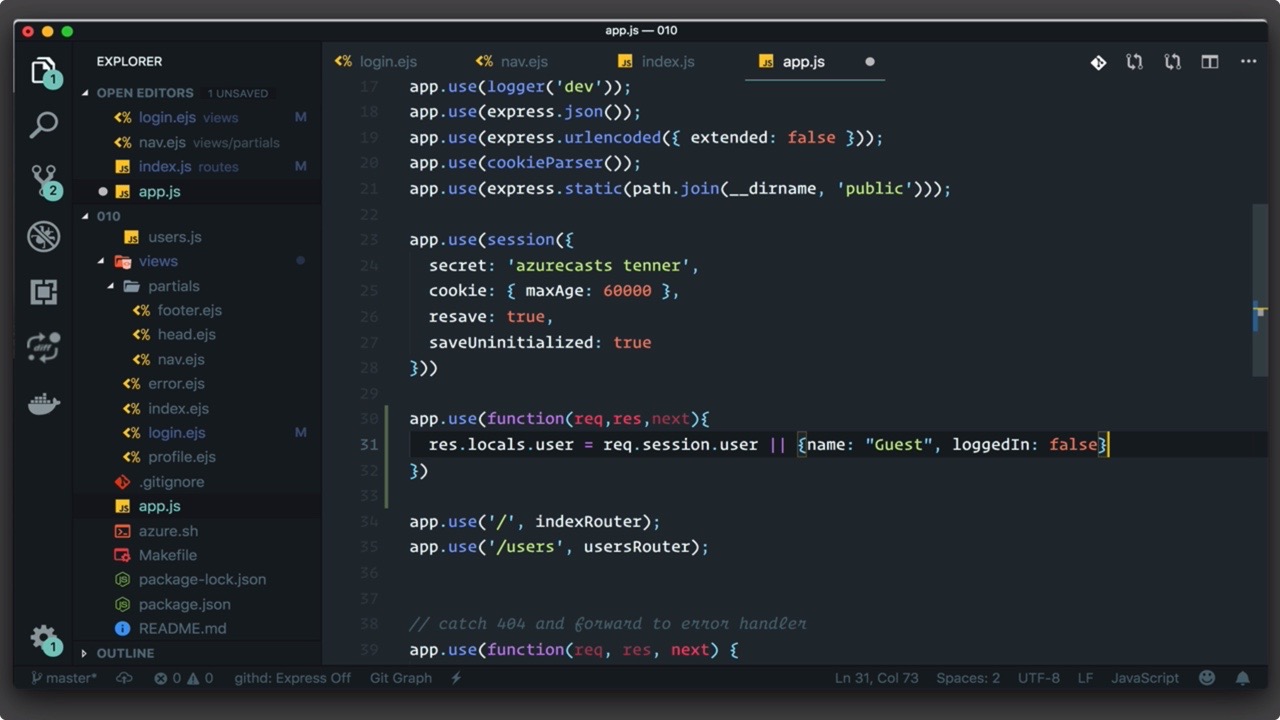 app.js — 010
EXPLORER
OPEN EDITORS 1 UNSAVED
login.ejs views M
nav.ejs views/partials
index.js routes M
app.js
010
users.js
views
partials
footer.ejs
head.ejs
nav.ejs
error.ejs
index.ejs
login.ejs M
profile.ejs
.gitignore
app.js
azure.sh
Makefile
package-lock.json
package.json
README.md
OUTLINE
1
2
diff
1
login.ejs nav.ejs index.js app.js
17 app.use(logger('dev'));
18 app.use(express.json());
19 app.use(express.urlencoded({ extended: false }));
20 app.use(cookieParser());
21 app.use(express.static(path.join(__dirname, 'public')));
22
23 app.use(session({
24 secret: 'azurecasts tenner',
25 cookie: { maxAge: 60000 },
26 resave: true,
27 saveUninitialized: true
28 }))
29
30 app.use(function(req,res,next){
31 res.locals.user = req.session.user || {name: "Guest", loggedIn: false}
32 })
33
34 app.use('/', indexRouter);
35 app.use('/users', usersRouter);
36
37
38 // catch 404 and forward to error handler
39 app.use(function(req, res, next) {
master* 0 0 githd: Express Off Git Graph Ln 31, Col 73 Spaces: 2 UTF-8 LF JavaScript